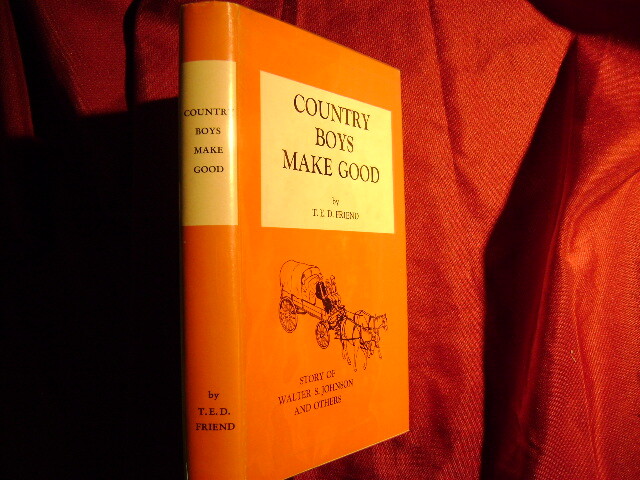 COUNTRY
BOYS
MAKE
GOOD
by
T.E.D.
FRIEND
COUNTRY
BOYS
MAKE GOOD
by
T. E. D. FRIEND
STORY OF
WALTER S. JOHNSON
AND OTHERS